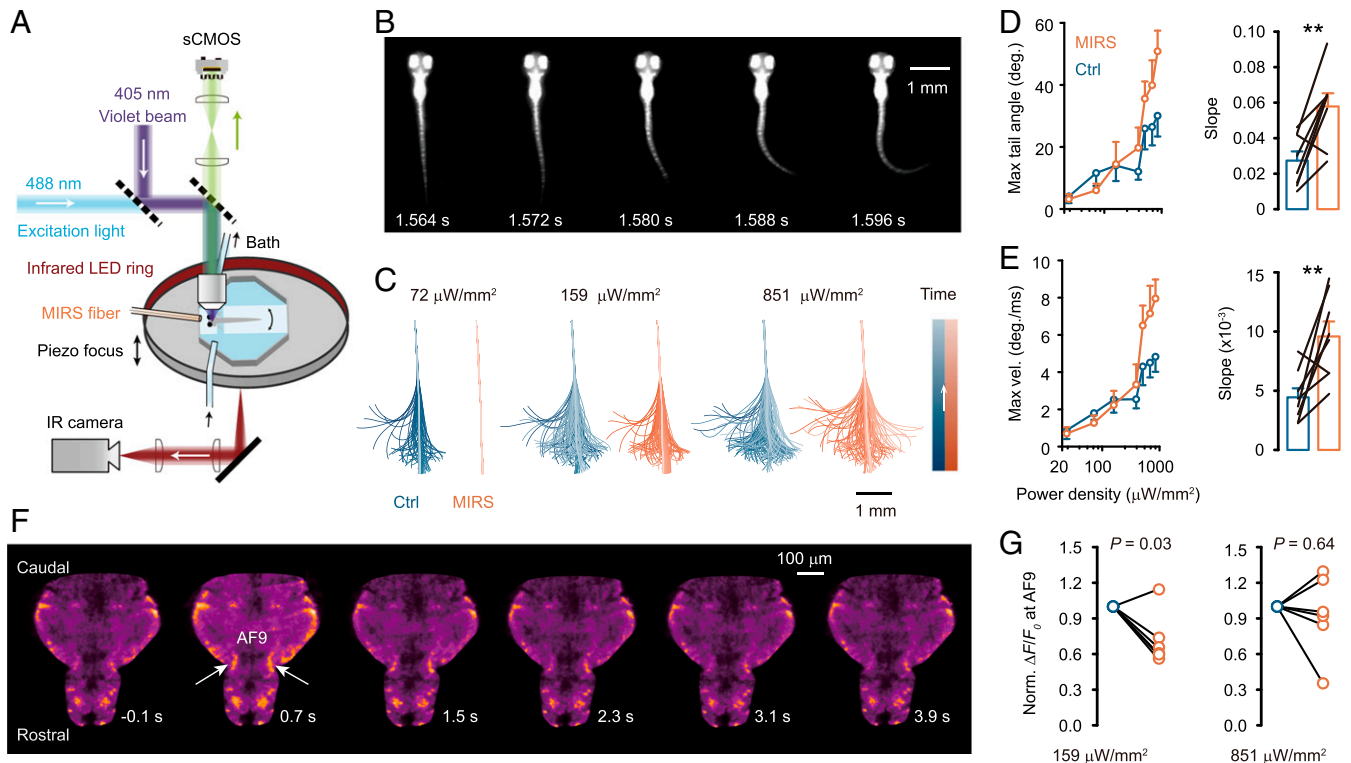 A
sCMOS
405 nm
Violet beam
488 nm
Excitation light
Bath
Infrared LED ring
MIRS fiber
Piezo focus
IR camera
B
1 mm
1.564 s 1.572 s 1.580 s 1.588 s 1.596 s
C
72 μW/mm² 159 μW/mm² 851 μW/mm² Time
Ctrl MIRS
1 mm
D
Max tail angle (deg.)
60
40
20
0
MIRS
Ctrl
Slope
0.10
0.08
0.06
0.04
0.02
0
**
E
Max vel. (deg./ms)
10
8
6
4
2
0
20 100 1000
Power density (μW/mm²)
Slope (x10⁻³)
15
10
5
0
**
F
Caudal
100 μm
AF9
-0.1 s 0.7 s 1.5 s 2.3 s 3.1 s 3.9 s
Rostral
G
Norm. ΔF/F₀ at AF9
P = 0.03
1.5
1.2
0.9
0.6
0.3
0.0
159 μW/mm²
P = 0.64
1.5
1.2
0.9
0.6
0.3
0.0
851 μW/mm²